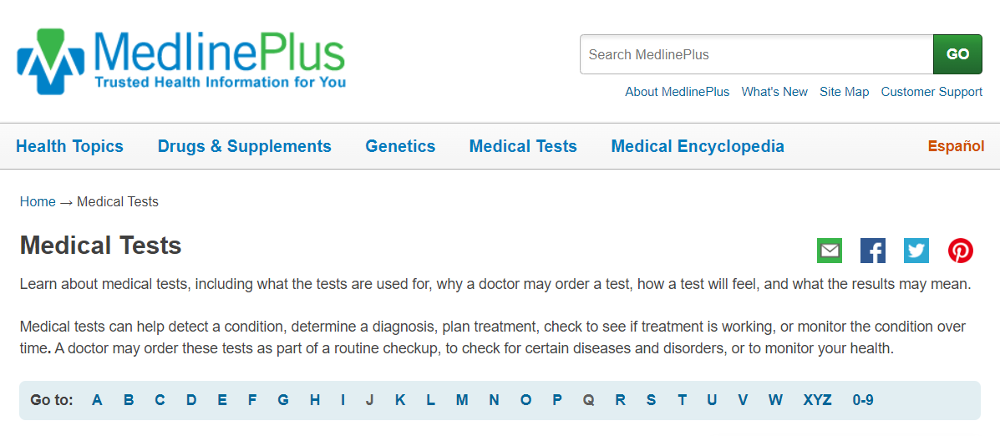 MedlinePlus
Trusted Health Information for You
Search MedlinePlus
GO
About MedlinePlus What's New Site Map Customer Support
Health Topics Drugs & Supplements Genetics Medical Tests Medical Encyclopedia Español
Home → Medical Tests
Medical Tests
Learn about medical tests, including what the tests are used for, why a doctor may order a test, how a test will feel, and what the results may mean.
Medical tests can help detect a condition, determine a diagnosis, plan treatment, check to see if treatment is working, or monitor the condition over
time. A doctor may order these tests as part of a routine checkup, to check for certain diseases and disorders, or to monitor your health.
Go to: A B C D E F G H I J K L M N O P Q R S T U V W XYZ 0-9